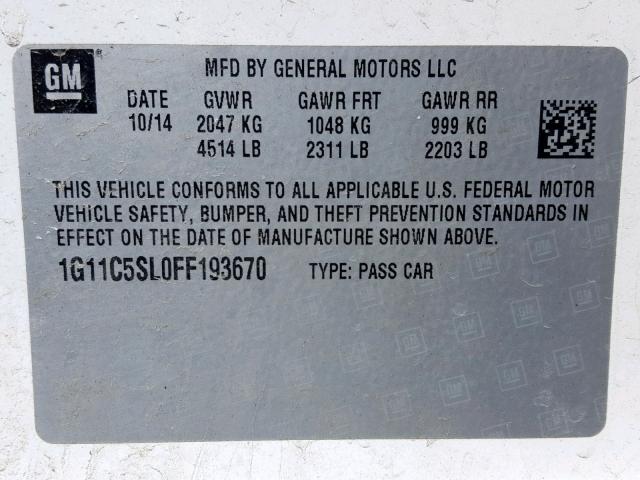 GM
MFD BY GENERAL MOTORS LLC
DATE GVWR GAWR FRT GAWR RR
10/14 2047 KG 1048 KG 999 KG
4514 LB 2311 LB 2203 LB
THIS VEHICLE CONFORMS TO ALL APPLICABLE U.S. FEDERAL MOTOR
VEHICLE SAFETY, BUMPER, AND THEFT PREVENTION STANDARDS IN
EFFECT ON THE DATE OF MANUFACTURE SHOWN ABOVE.
1G11C5SL0FF193670 TYPE: PASS CAR